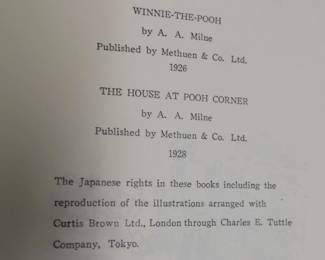 WINNIE-THE-POOH
by A. A. Milne
Published by Methuen & Co. Ltd.
1926
THE HOUSE AT POOH CORNER
by A. A. Milne
Published by Methuen & Co. Ltd.
1928
The Japanese rights in these books including the
reproduction of the illustrations arranged with
Curtis Brown Ltd., London through Charles E. Tuttle
Company, Tokyo.